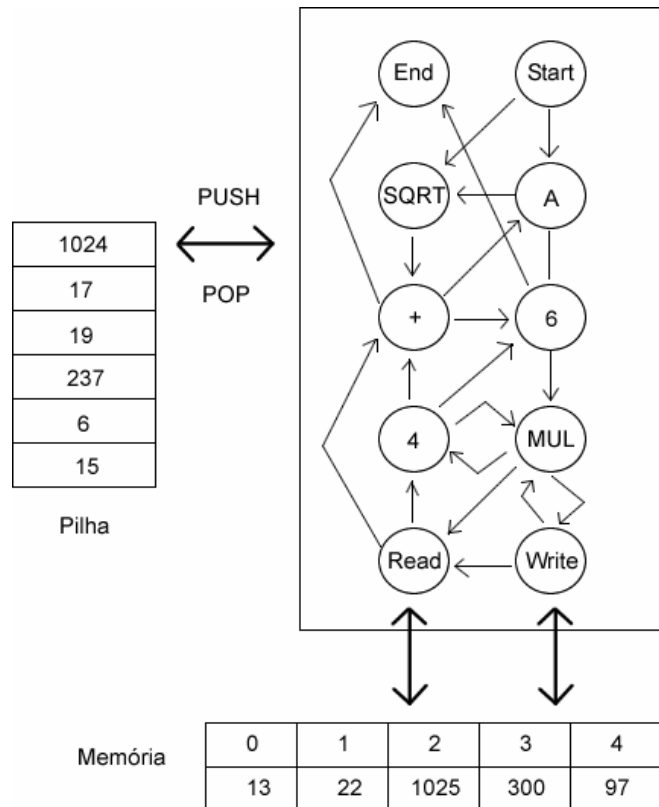 End Start
SQRT A
PUSH
1024
POP
17
+ 6
19
237
6
4 MUL
15
Pilha
Read Write
Memória
0 1 2 3 4
13 22 1025 300 97